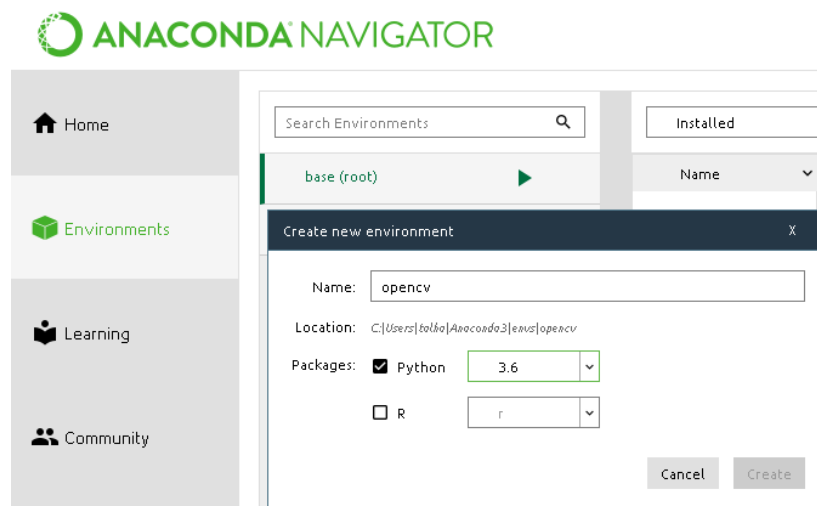 ANACONDA NAVIGATOR
Home
Environments
Learning
Community
Search Environments
base (root)
Installed
Name
Create new environment X
Name: opencv
Location: C:\Users\talha\Anaconda3\envs\opencv
Packages: Python 3.6
R r
Cancel Create